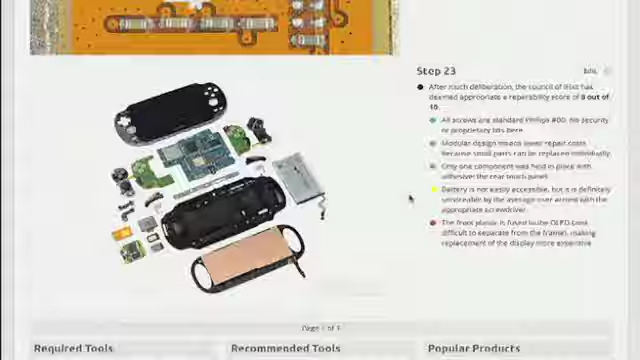 Step 23
After much deliberation, the council of iFixit has
deemed appropriate a repairability score of 8 out of
10.
All screws are standard Phillips #00. No security
or proprietary bits here.
Modular design means lower repair costs
because small parts can be replaced individually.
Only one component was held in place with
adhesive: the rear touch panel.
Battery is not easily accessible, but it is definitely
serviceable by the average user armed with the
appropriate screwdriver.
The front planar is fused to the OLED (and
difficult to separate from the frame), making
replacement of the display more expensive
Page 1 of 1
Required Tools
Recommended Tools
Popular Products